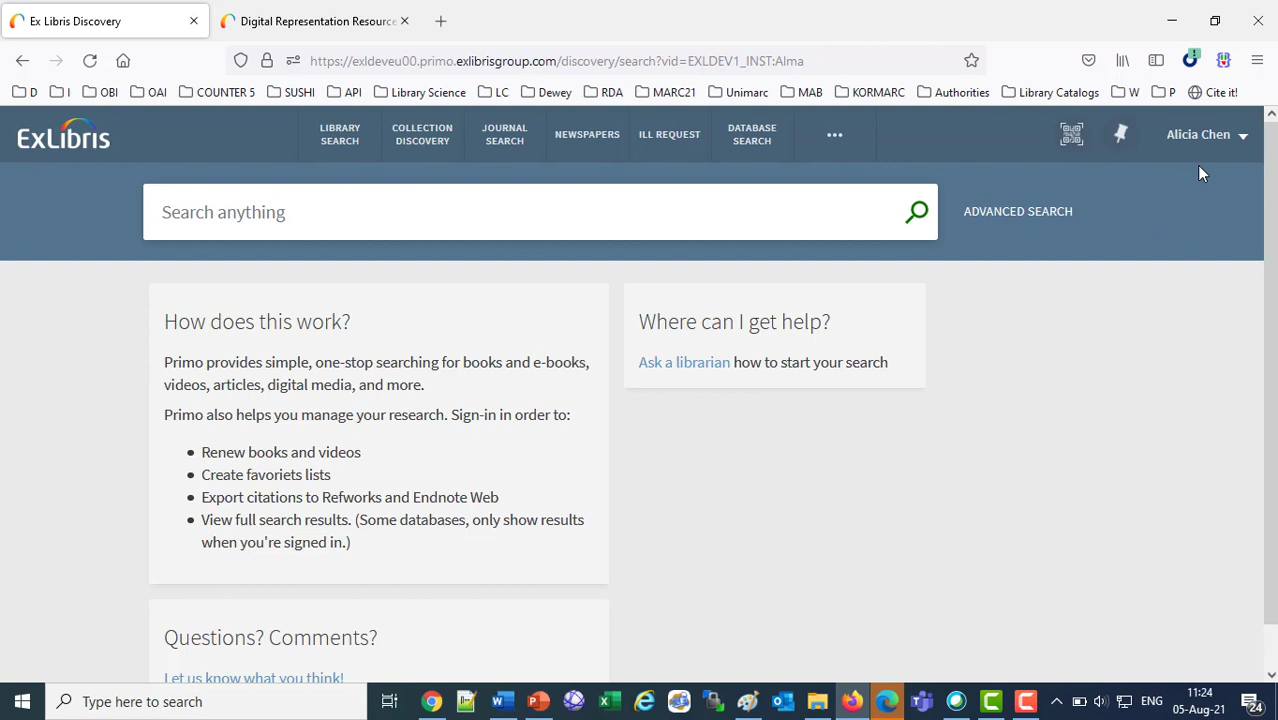 Ex Libris Discovery
Digital Representation Resource
https://exldeveu00.primo.exlibrisgroup.com/discovery/search?vid=EXLDEV1_INST:Alma
D
I
OBI
OAI
COUNTER 5
SUSHI
API
Library Science
LC
Dewey
RDA
MARC21
Unimarc
MAB
KORMARC
Authorities
Library Catalogs
W
P
Cite it!
ExLibris
LIBRARY
SEARCH
COLLECTION
DISCOVERY
JOURNAL
SEARCH
NEWSPAPERS
ILL REQUEST
DATABASE
SEARCH
Alicia Chen
Search anything
ADVANCED SEARCH
How does this work?
Primo provides simple, one-stop searching for books and e-books,
videos, articles, digital media, and more.
Primo also helps you manage your research. Sign-in in order to:
Renew books and videos
Create favoriets lists
Export citations to Refworks and Endnote Web
View full search results. (Some databases, only show results
when you're signed in.)
Where can I get help?
Ask a librarian how to start your search
Questions? Comments?
Let us know what you think!
Type here to search
ENG
11:24
05-Aug-21
24